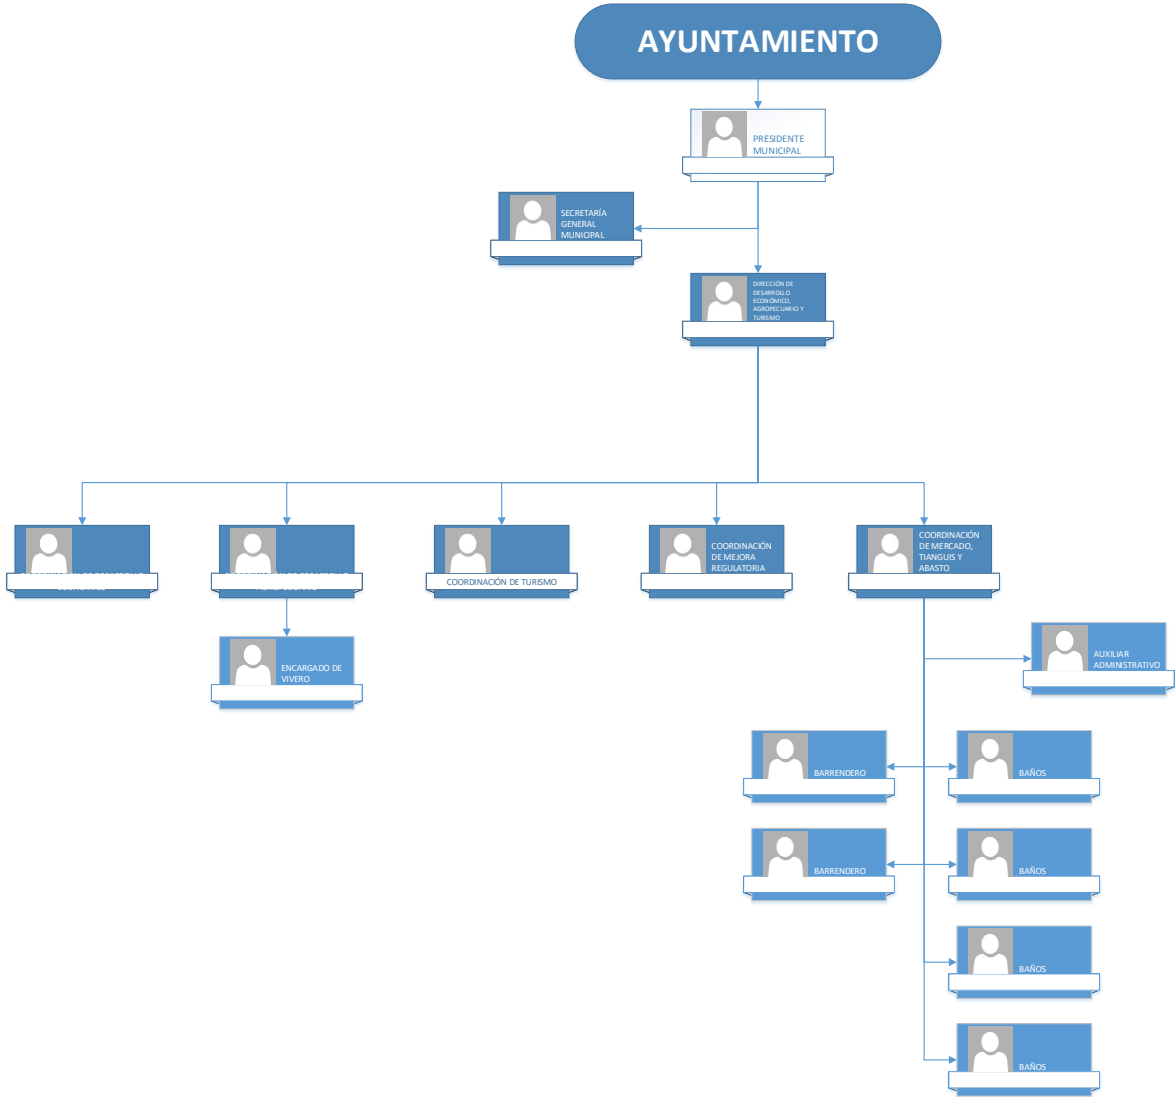 AYUNTAMIENTO
PRESIDENTE
MUNICIPAL
SECRETARÍA
GENERAL
MUNICIPAL
DIRECCIÓN DE
DESARROLLO
ECONÓMICO,
AGROPECUARIO Y
TURISMO
COORDINACIÓN DE TURISMO
COORDINACIÓN
DE MEJORA
REGULATORIA
COORDINACIÓN
DE MERCADO,
TIANGUIS Y
ABASTO
ENCARGADO DE
VIVERO
AUXILIAR
ADMINISTRATIVO
BARRENDERO
BAÑOS
BARRENDERO
BAÑOS
BAÑOS
BAÑOS